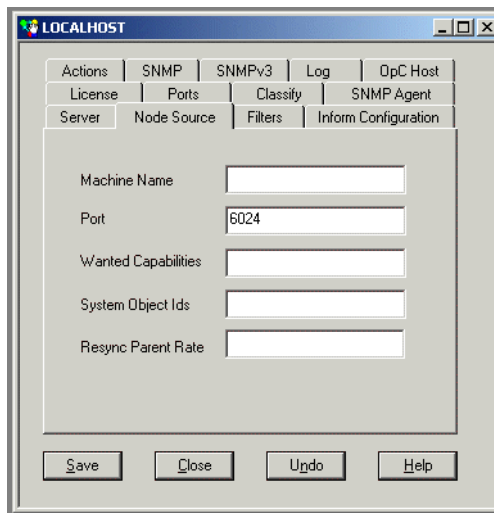 LOCALHOST
Actions SNMP SNMPv3 Log OpC Host
License Ports Classify SNMP Agent
Server Node Source Filters Inform Configuration
Machine Name
Port 6024
Wanted Capabilities
System Object Ids
Resync Parent Rate
Save Close Undo Help